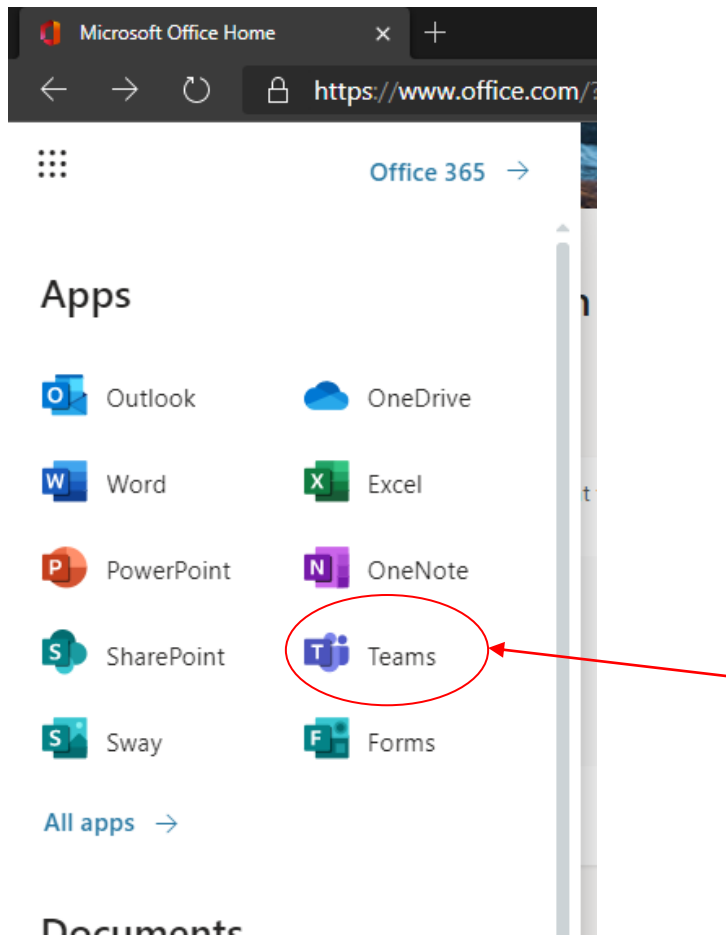 Microsoft Office Home
https://www.office.com/?
Office 365
Apps
Outlook
OneDrive
Word
Excel
PowerPoint
OneNote
SharePoint
Teams
Sway
Forms
All apps
Documents